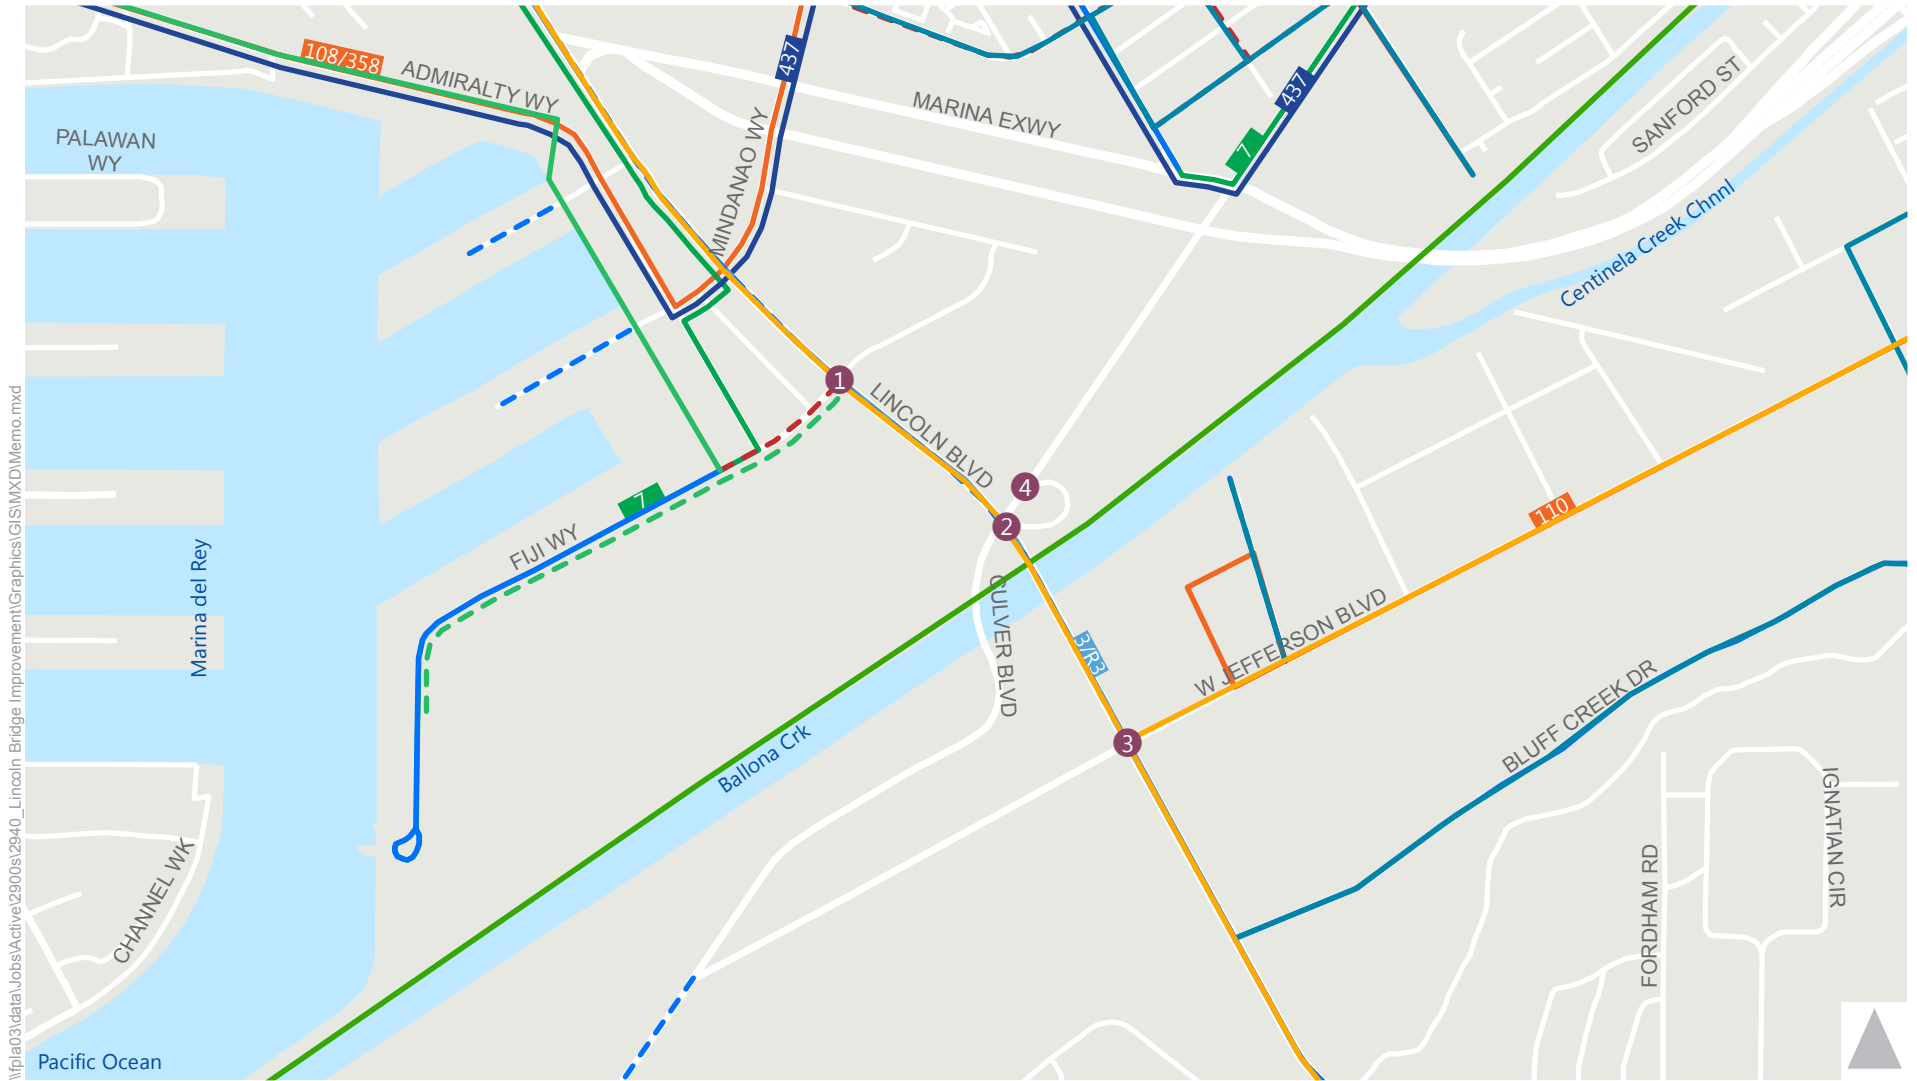 108/358
ADMIRALTY WY
437
MARINA EXWY
437
7
SANFORD ST
PALAWAN
WY
MINDANAO WY
Centinela Creek Chnnl
1
LINCOLN BLVD
4
2
7
FIJI WY
110
Marina del Rey
CULVER BLVD
3/R3
W JEFFERSON BLVD
3
BLUFF CREEK DR
Ballona Crk
IGNATIAN CIR
CHANNEL WK
FORDHAM RD
Pacific Ocean
\\fpla03\data\Jobs\Active\2900s\2940_Lincoln Bridge Improvement\Graphics\GIS\MXD\Memo.mxd